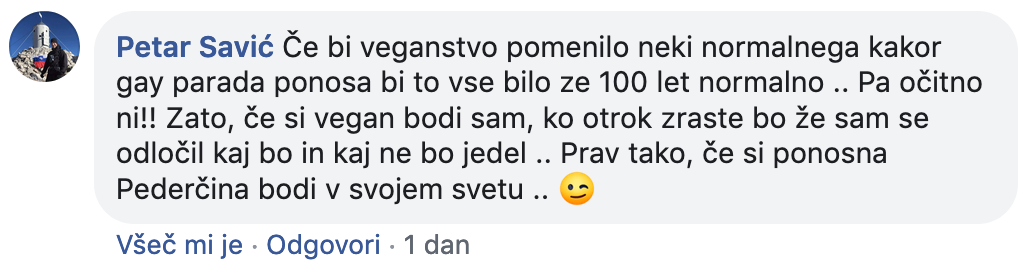 Petar Savić Če bi veganstvo pomenilo neki normalnega kakor
gay parada ponosa bi to vse bilo ze 100 let normalno .. Pa očitno
ni!! Zato, če si vegan bodi sam, ko otrok zraste bo že sam se
odločil kaj bo in kaj ne bo jedel .. Prav tako, če si ponosna
Pederčina bodi v svojem svetu .. 😉
Všeč mi je · Odgovori · 1 dan